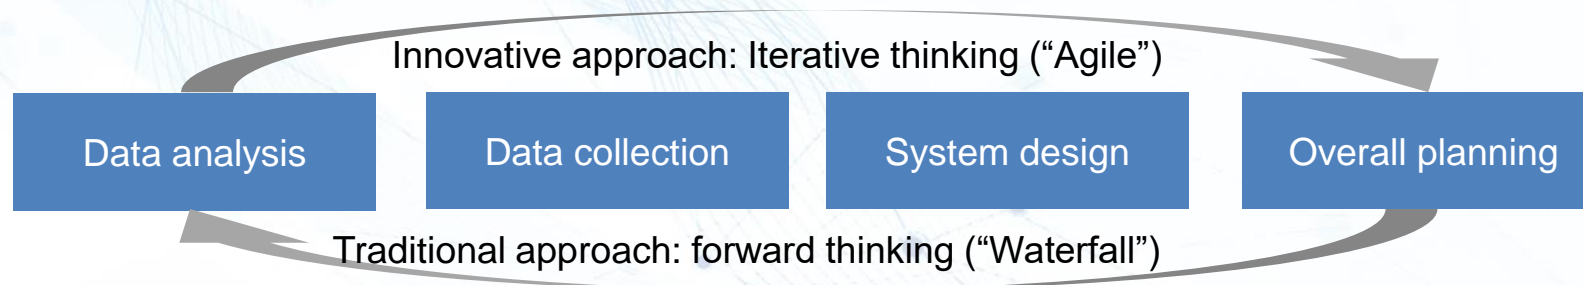 Innovative approach: Iterative thinking (“Agile”)
Data analysis
Data collection
System design
Overall planning
Traditional approach: forward thinking (“Waterfall”)